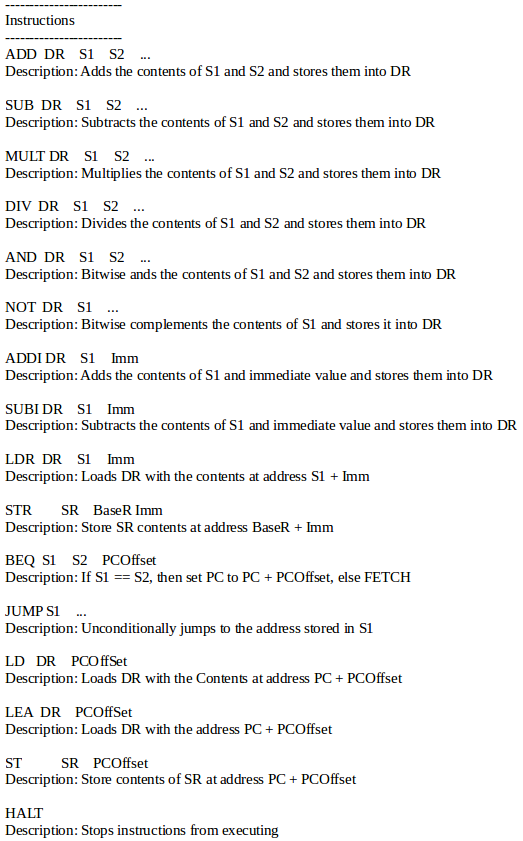 -------------------------
Instructions
-------------------------
ADD DR S1 S2 ...
Description: Adds the contents of S1 and S2 and stores them into DR
SUB DR S1 S2 ...
Description: Subtracts the contents of S1 and S2 and stores them into DR
MULT DR S1 S2 ...
Description: Multiplies the contents of S1 and S2 and stores them into DR
DIV DR S1 S2 ...
Description: Divides the contents of S1 and S2 and stores them into DR
AND DR S1 S2 ...
Description: Bitwise ands the contents of S1 and S2 and stores them into DR
NOT DR S1 ...
Description: Bitwise complements the contents of S1 and stores it into DR
ADDI DR S1 Imm
Description: Adds the contents of S1 and immediate value and stores them into DR
SUBI DR S1 Imm
Description: Subtracts the contents of S1 and immediate value and stores them into DR
LDR DR S1 Imm
Description: Loads DR with the contents at address S1 + Imm
STR SR BaseR Imm
Description: Store SR contents at address BaseR + Imm
BEQ S1 S2 PCOffset
Description: If S1 == S2, then set PC to PC + PCOffset, else FETCH
JUMP S1 ...
Description: Unconditionally jumps to the address stored in S1
LD DR PCOffSet
Description: Loads DR with the Contents at address PC + PCOffset
LEA DR PCOffSet
Description: Loads DR with the address PC + PCOffset
ST SR PCOffset
Description: Store contents of SR at address PC + PCOffset
HALT
Description: Stops instructions from executing